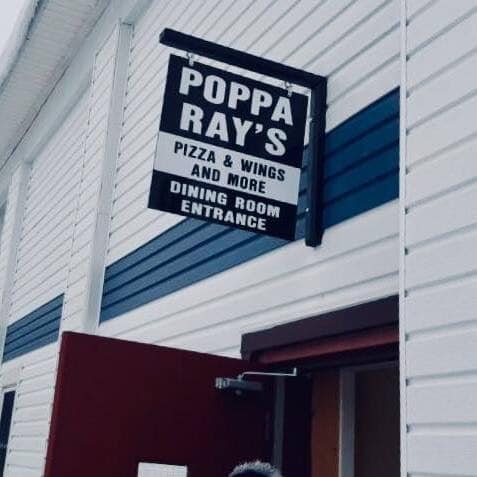 POPPA
RAY'S
PIZZA & WINGS
AND MORE
DINING ROOM
ENTRANCE